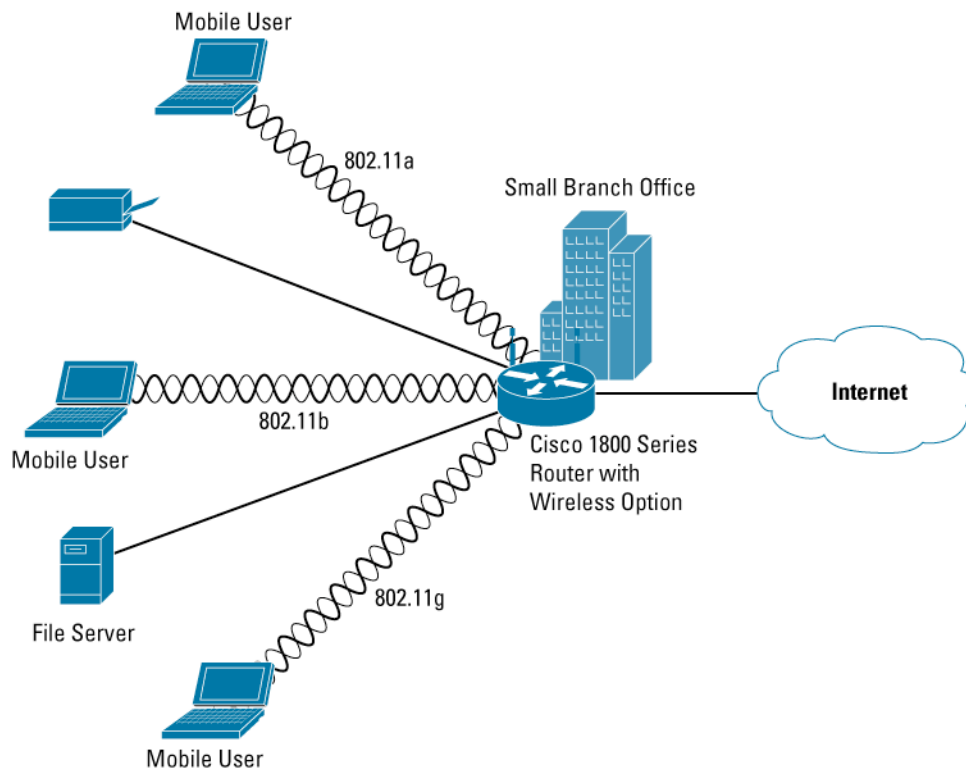 Mobile User
802.11a
Small Branch Office
Internet
802.11b
Mobile User
Cisco 1800 Series
Router with
Wireless Option
802.11g
File Server
Mobile User